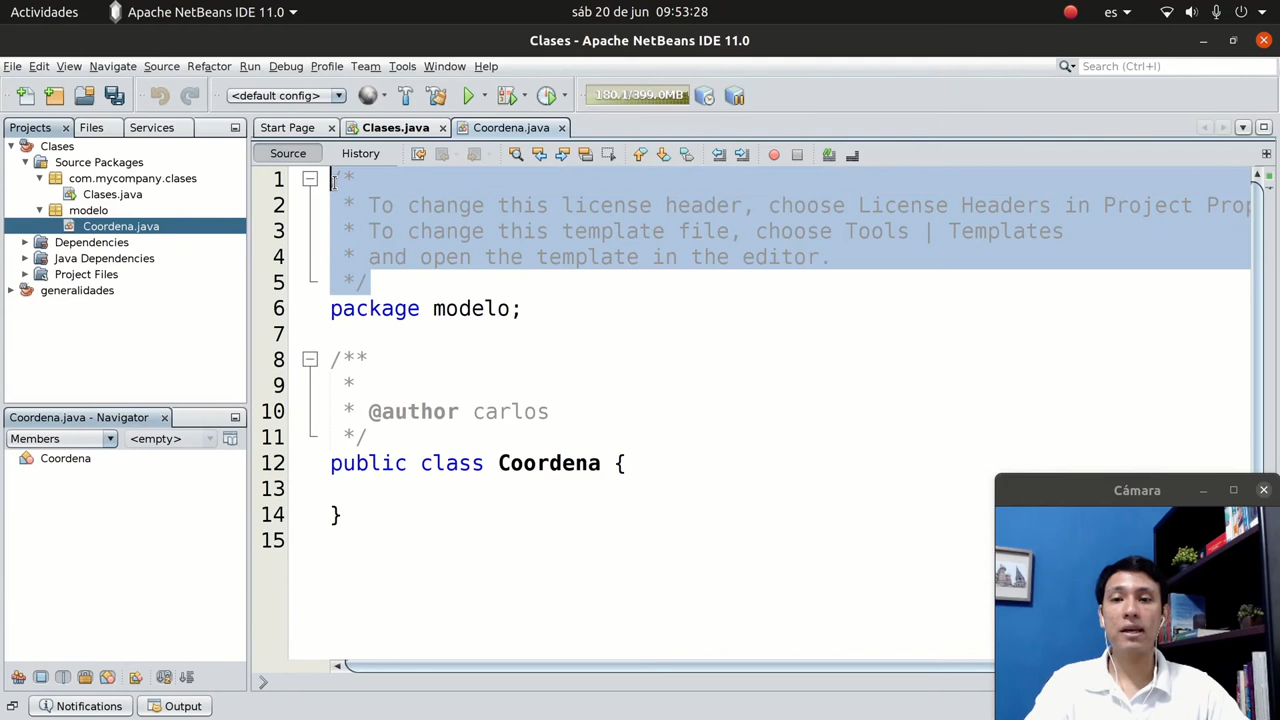 Actividades
Apache NetBeans IDE 11.0
sáb 20 de jun 09:53:28
es
Clases - Apache NetBeans IDE 11.0
File Edit View Navigate Source Refactor Run Debug Profile Team Tools Window Help
Search (Ctrl+I)
<default config>
180.1/399.0MB
Projects
Files
Services
Start Page
Clases.java
Coordena.java
Source
History
Clases
Source Packages
com.mycompany.clases
Clases.java
modelo
Coordena.java
Dependencies
Java Dependencies
Project Files
generalidades
1 /*
2 * To change this license header, choose License Headers in Project Prop
3 * To change this template file, choose Tools | Templates
4 * and open the template in the editor.
5 */
6 package modelo;
7
8 /**
9 *
10 * @author carlos
11 */
12 public class Coordena {
13
14 }
15
Coordena.java - Navigator
Members
<empty>
Coordena
Cámara
Notifications
Output